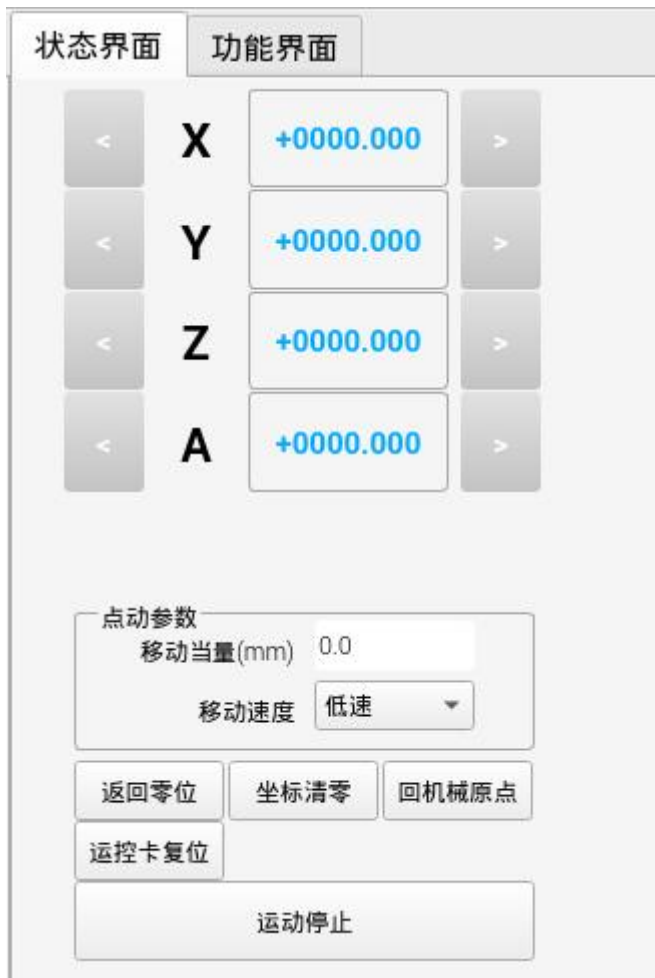 状态界面 功能界面
< X +0000.000 >
< Y +0000.000 >
< Z +0000.000 >
< A +0000.000 >
点动参数
移动当量(mm) 0.0
移动速度 低速
返回零位 坐标清零 回机械原点
运控卡复位
运动停止